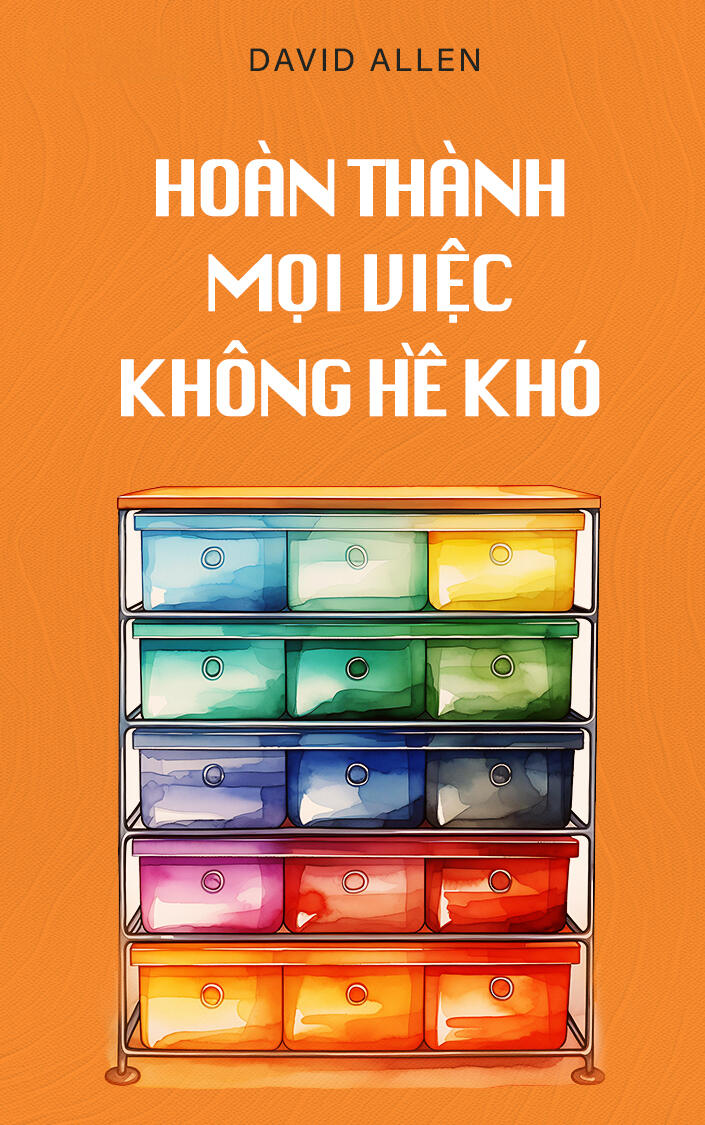 DAVID ALLEN
HOÀN THÀNH
MỌI VIỆC
KHÔNG HỀ KHÓ